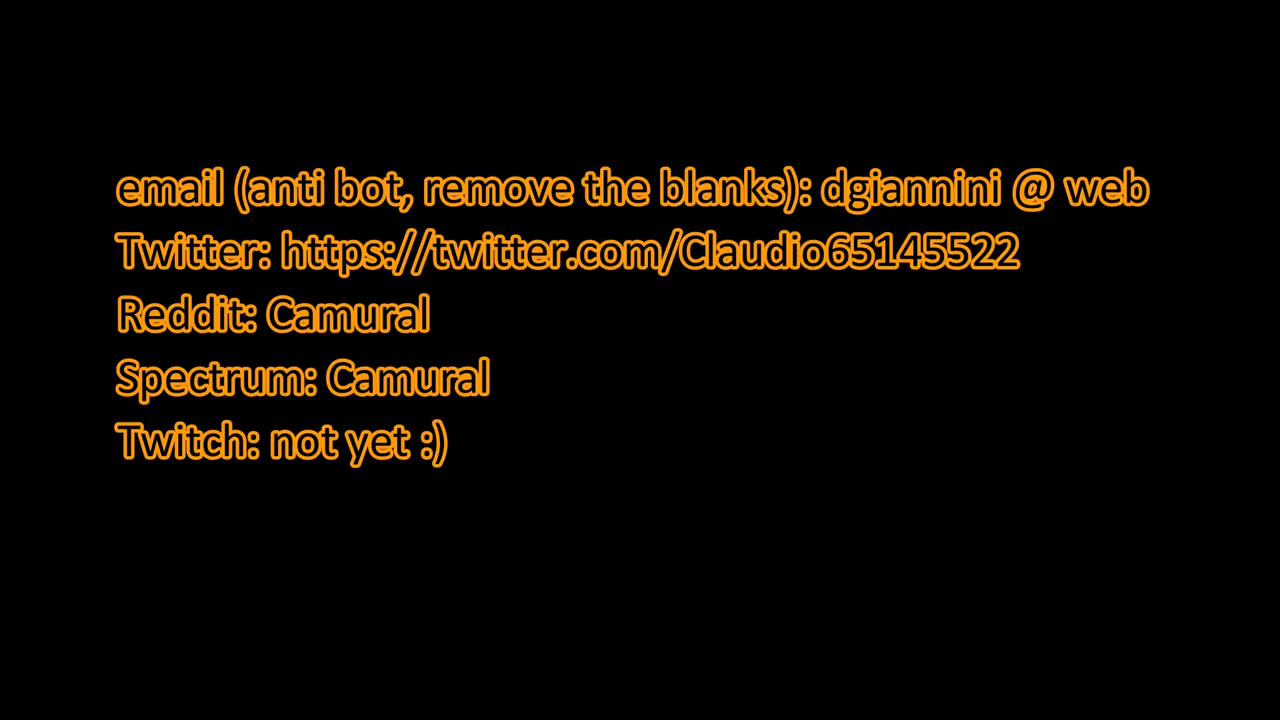 email (anti bot, remove the blanks): dgiannini @ web
Twitter: https://twitter.com/Claudio65145522
Reddit: Camural
Spectrum: Camural
Twitch: not yet :)